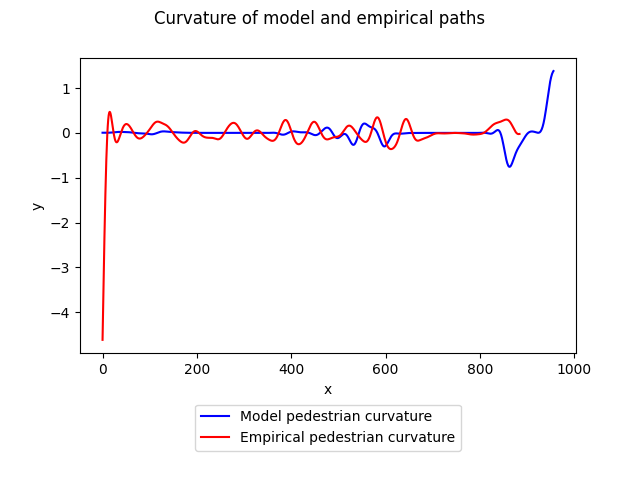 Curvature of model and empirical paths
1
0
−1
−2
−3
−4
y
0
200
400
600
800
1000
x
Model pedestrian curvature
Empirical pedestrian curvature